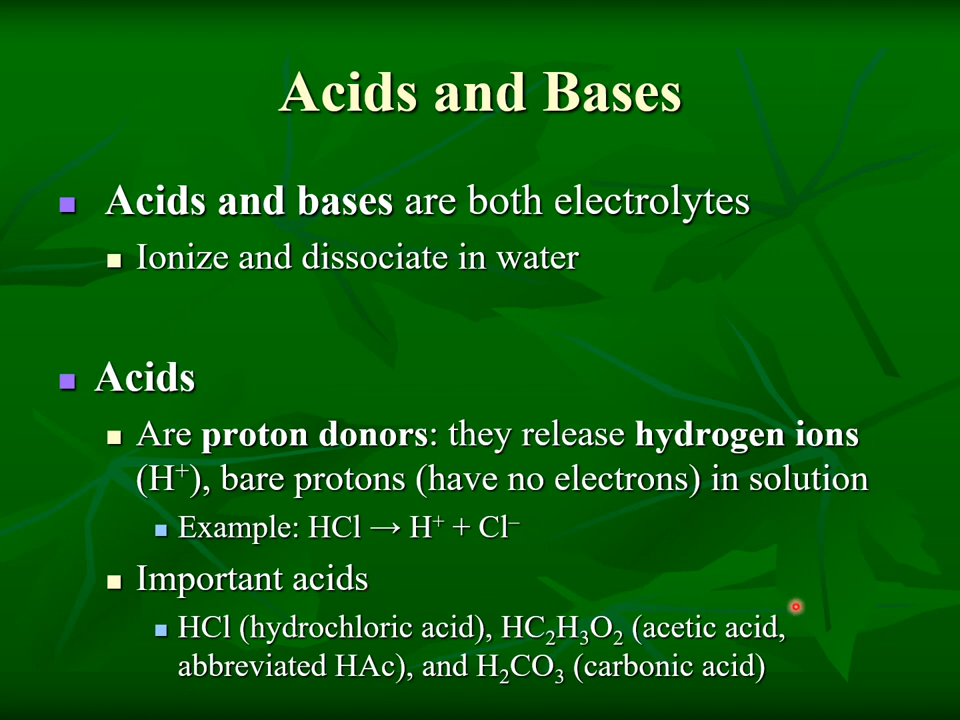 Acids and Bases
Acids and bases are both electrolytes
Ionize and dissociate in water
Acids
Are proton donors: they release hydrogen ions
(H⁺), bare protons (have no electrons) in solution
Example: HCl → H⁺ + Cl⁻
Important acids
HCl (hydrochloric acid), HC₂H₃O₂ (acetic acid,
abbreviated HAc), and H₂CO₃ (carbonic acid)